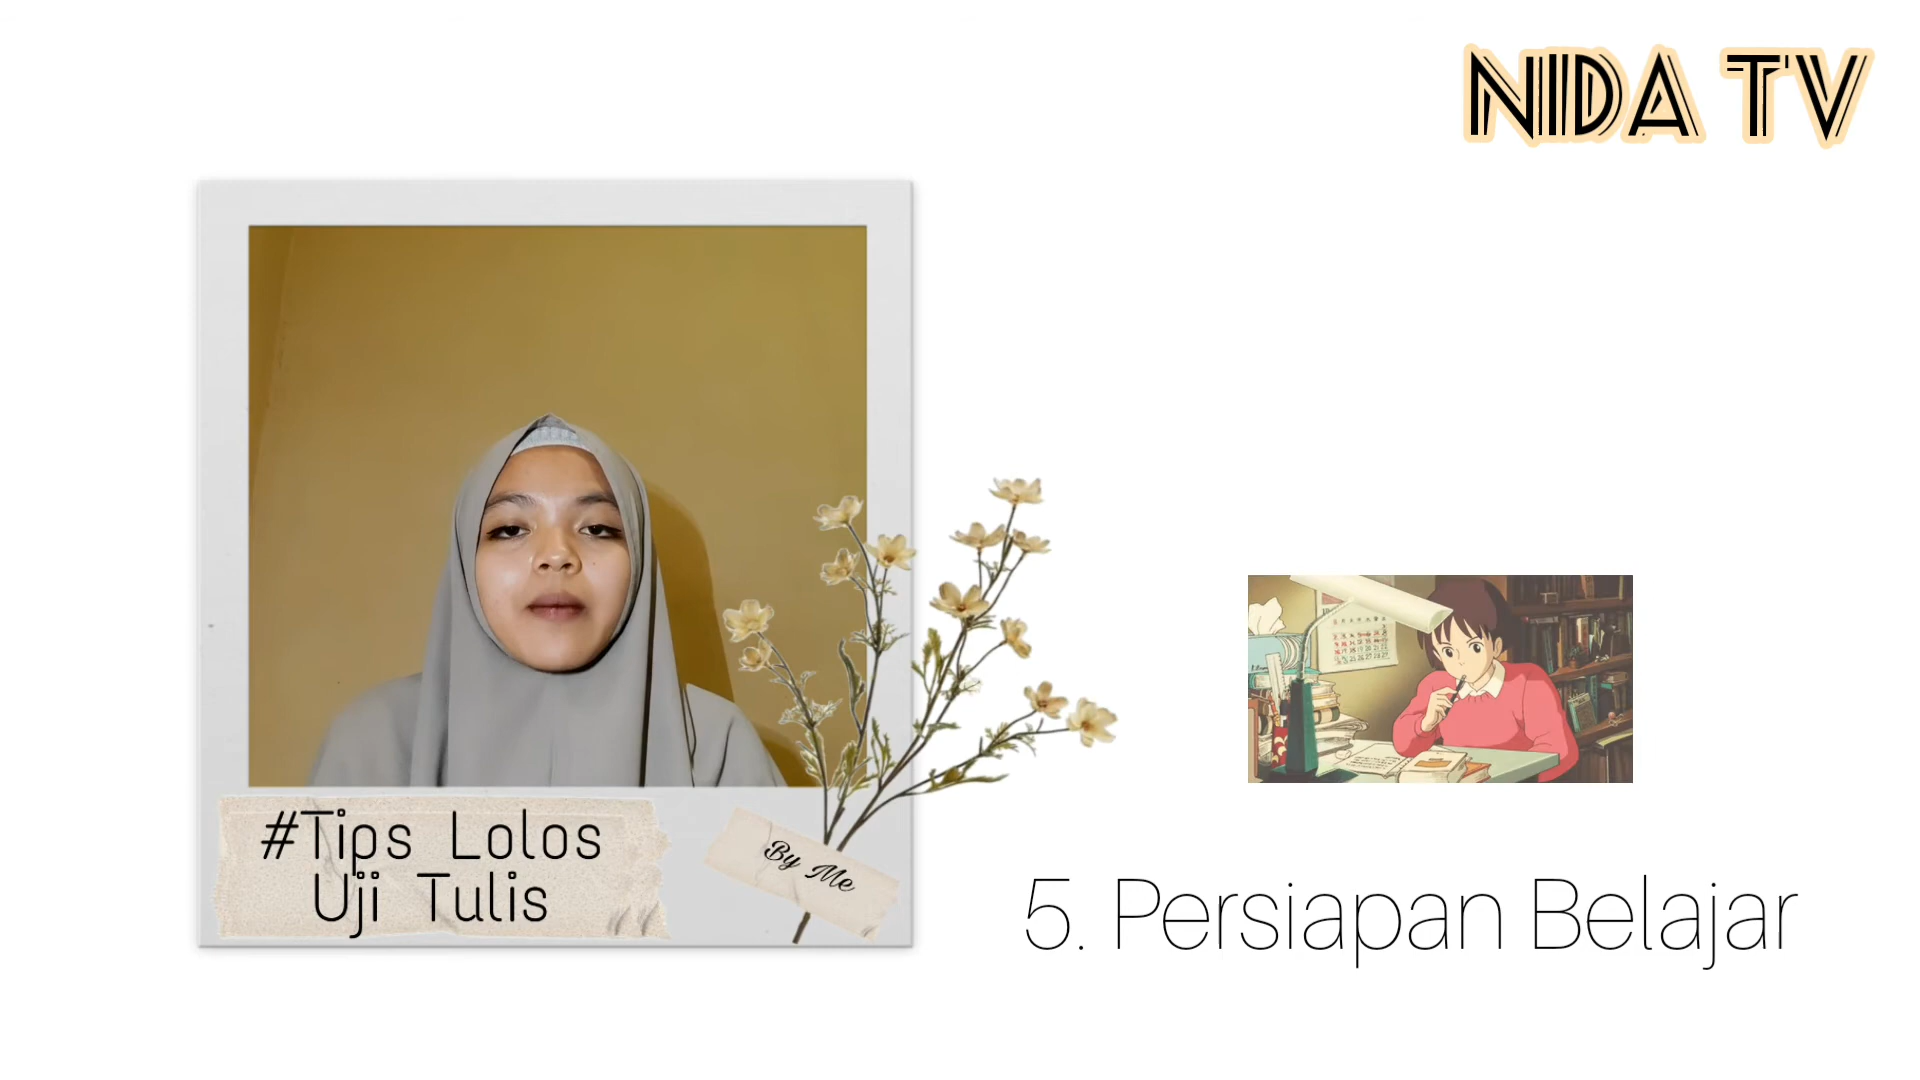 NIDA TV
#Tips Lolos
Uji Tulis
By Me
5. Persiapan Belajar